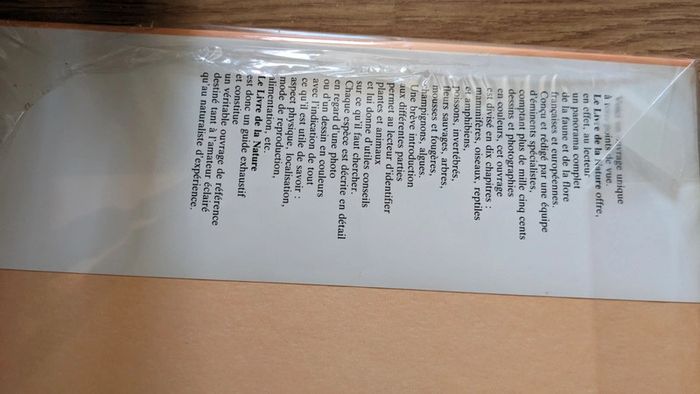 Voici un ouvrage unique
à points de vue.
Le Livre de la Nature offre,
en effet, au lecteur
un panorama complet
de la faune et de la flore
françaises et européennes.
Conçu et rédigé par une équipe
d'éminents spécialistes,
comptant plus de mille cinq cents
dessins et photographies
en couleurs, cet ouvrage
est divisé en dix chapitres :
mammifères, oiseaux, reptiles
et amphibiens,
poissons, invertébrés,
fleurs sauvages, arbres,
mousses et fougères,
champignons, algues.
Une brève introduction
aux différentes parties
permet au lecteur d'identifier
plantes et animaux
et lui donne d'utiles conseils
sur ce qu'il faut chercher.
Chaque espèce est décrite en détail
en regard d'une photo
ou d'un dessin en couleurs
avec l'indication de tout
ce qu'il est utile de savoir :
aspect physique, localisation,
mode de reproduction,
alimentation, etc.
Le Livre de la Nature
est donc un guide exhaustif
et constitue
un véritable ouvrage de référence
destiné tant à l'amateur éclairé
qu'au naturaliste d'expérience.